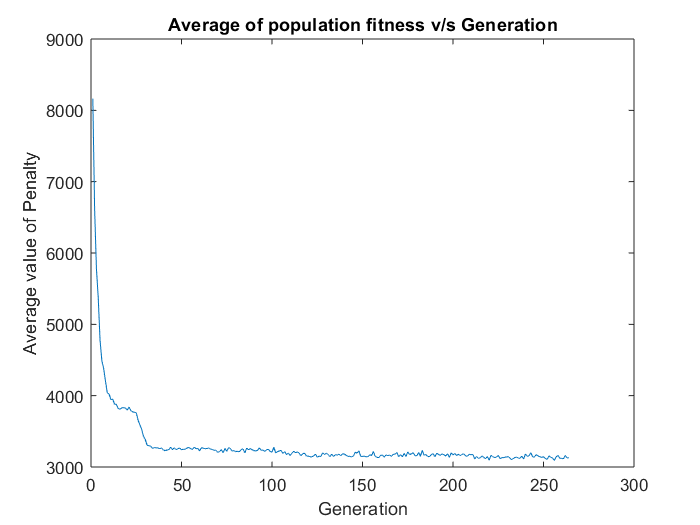 Average of population fitness v/s Generation
9000
8000
7000
6000
5000
4000
3000
Average value of Penalty
0 50 100 150 200 250 300
Generation